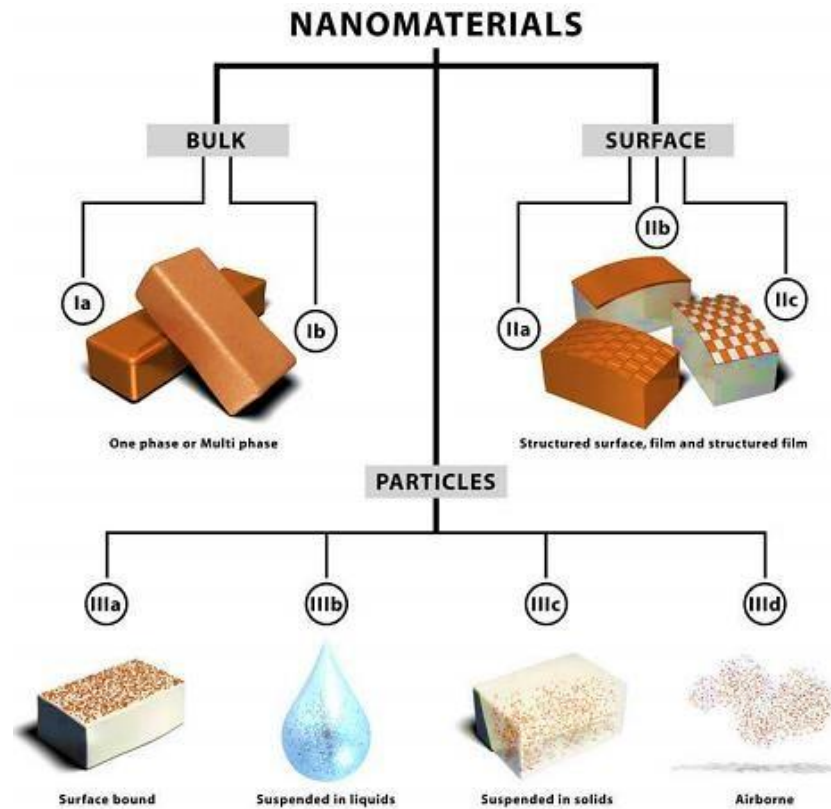 NANOMATERIALS
BULK
SURFACE
Ia
Ib
IIa
IIb
IIc
One phase or Multi phase
Structured surface, film and structured film
PARTICLES
IIIa
IIIb
IIIc
IIId
Surface bound
Suspended in liquids
Suspended in solids
Airborne